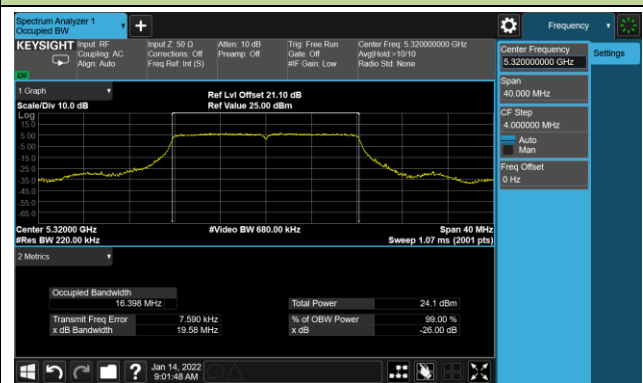 Spectrum Analyzer 1
Occupied BW
+
Frequency
KEYSIGHT
Input: RF
Coupling: AC
Align: Auto
Input Z: 50 Ω
Corrections: Off
Freq Ref: Int (S)
Atten: 10 dB
Preamp: Off
Trig: Free Run
Gate: Off
#IF Gain: Low
Center Freq: 5.320000000 GHz
Avg|Hold:>10/10
Radio Std: None
LXI
Center Frequency
5.320000000 GHz
Settings
Span
40.000 MHz
CF Step
4.000000 MHz
Auto
Man
Freq Offset
0 Hz
1 Graph
Scale/Div 10.0 dB
Ref Lvl Offset 21.10 dB
Ref Value 25.00 dBm
Log
15.0
5.00
-5.00
-15.0
-25.0
-35.0
-45.0
-55.0
-65.0
Center 5.32000 GHz
#Res BW 220.00 kHz
#Video BW 680.00 kHz
Span 40 MHz
Sweep 1.07 ms (2001 pts)
2 Metrics
Occupied Bandwidth
16.398 MHz
Total Power 24.1 dBm
Transmit Freq Error 7.590 kHz
% of OBW Power 99.00 %
x dB Bandwidth 19.58 MHz
x dB -26.00 dB
?
Jan 14, 2022
9:01:48 AM